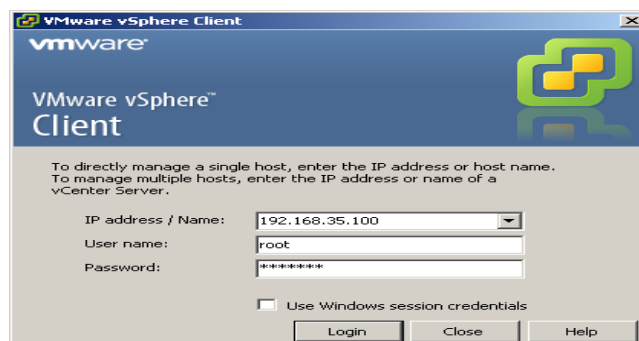 VMware vSphere Client
vmware
VMware vSphere™
Client
To directly manage a single host, enter the IP address or host name.
To manage multiple hosts, enter the IP address or name of a
vCenter Server.
IP address / Name: 192.168.35.100
User name: root
Password: *******
Use Windows session credentials
Login Close Help